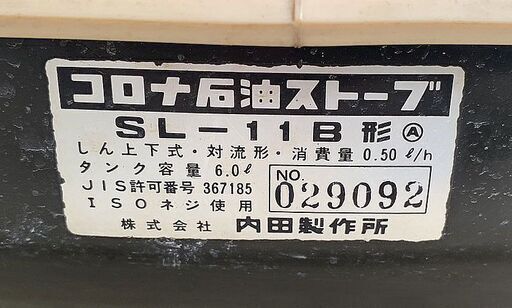 コロナ石油ストーブ
SL-11B形 Ⓐ
しん上下式・対流形・消費量 0.50ℓ/h
タンク容量 6.0ℓ
JIS許可番号 367185
ISOネジ使用
NO. 029092
株式会社 内田製作所